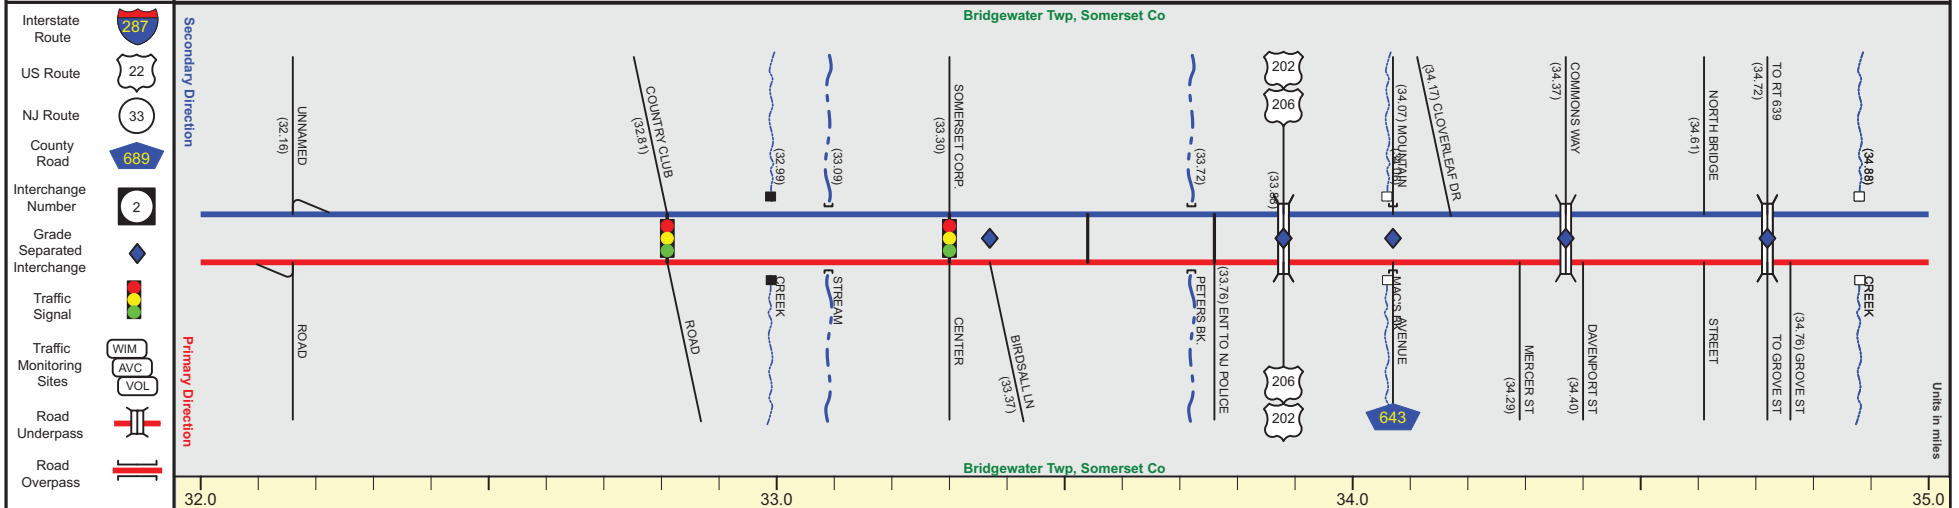 Interstate
Route
287
US Route
22
NJ Route
33
County
Road
689
Interchange
Number
2
Grade
Separated
Interchange
Traffic
Signal
Traffic
Monitoring
Sites
WIM
AVC
VOL
Road
Underpass
Road
Overpass
Secondary Direction
Primary Direction
Bridgewater Twp, Somerset Co
UNNAMED
(32.16)
ROAD
COUNTRY CLUB
(32.81)
ROAD
(32.99)
CREEK
(33.09)
STREAM
SOMERSET CORP.
(33.30)
CENTER
BIRDSALL LN
(33.37)
(33.72)
PETERS BK.
(33.76) ENT TO NJ POLICE
202
206
(33.88)
206
202
(34.07) MOUNTAIN
MAC'S BK.
AVENUE
643
(34.17) CLOVERLEAF DR
MERCER ST
(34.29)
COMMONS WAY
(34.37)
DAVENPORT ST
(34.40)
NORTH BRIDGE
(34.61)
STREET
TO RT 639
(34.72)
TO GROVE ST
(34.76) GROVE ST
(34.88)
CREEK
Units in miles
Bridgewater Twp, Somerset Co
32.0
33.0
34.0
35.0